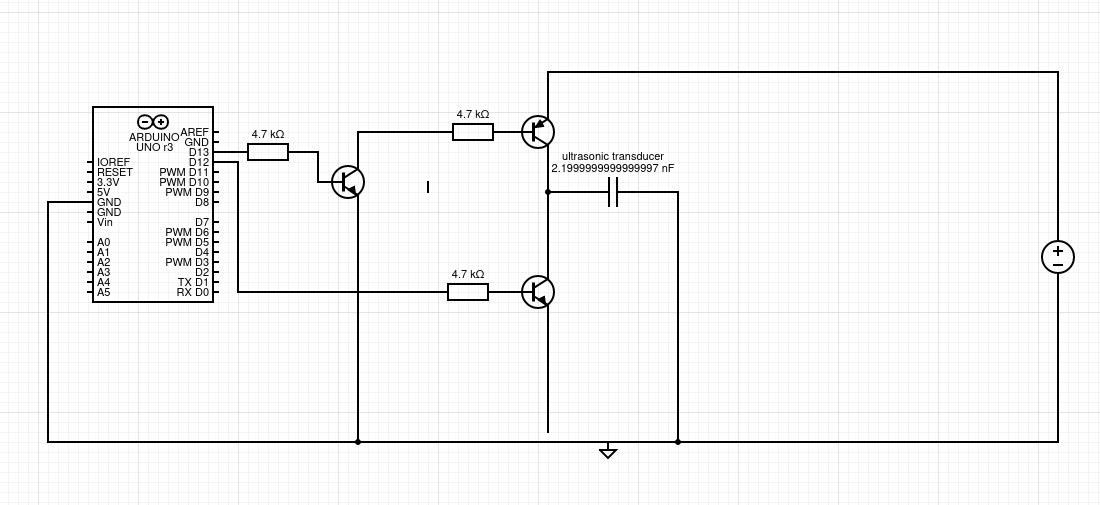 ARDUINO
UNO r3
AREF
GND
D13
D12
PWM D11
PWM D10
PWM D9
D8
D7
PWM D6
PWM D5
D4
PWM D3
D2
TX D1
RX D0
IOREF
RESET
3.3V
5V
GND
GND
Vin
A0
A1
A2
A3
A4
A5
4.7 kΩ
4.7 kΩ
4.7 kΩ
ultrasonic transducer
2.1999999999999997 nF